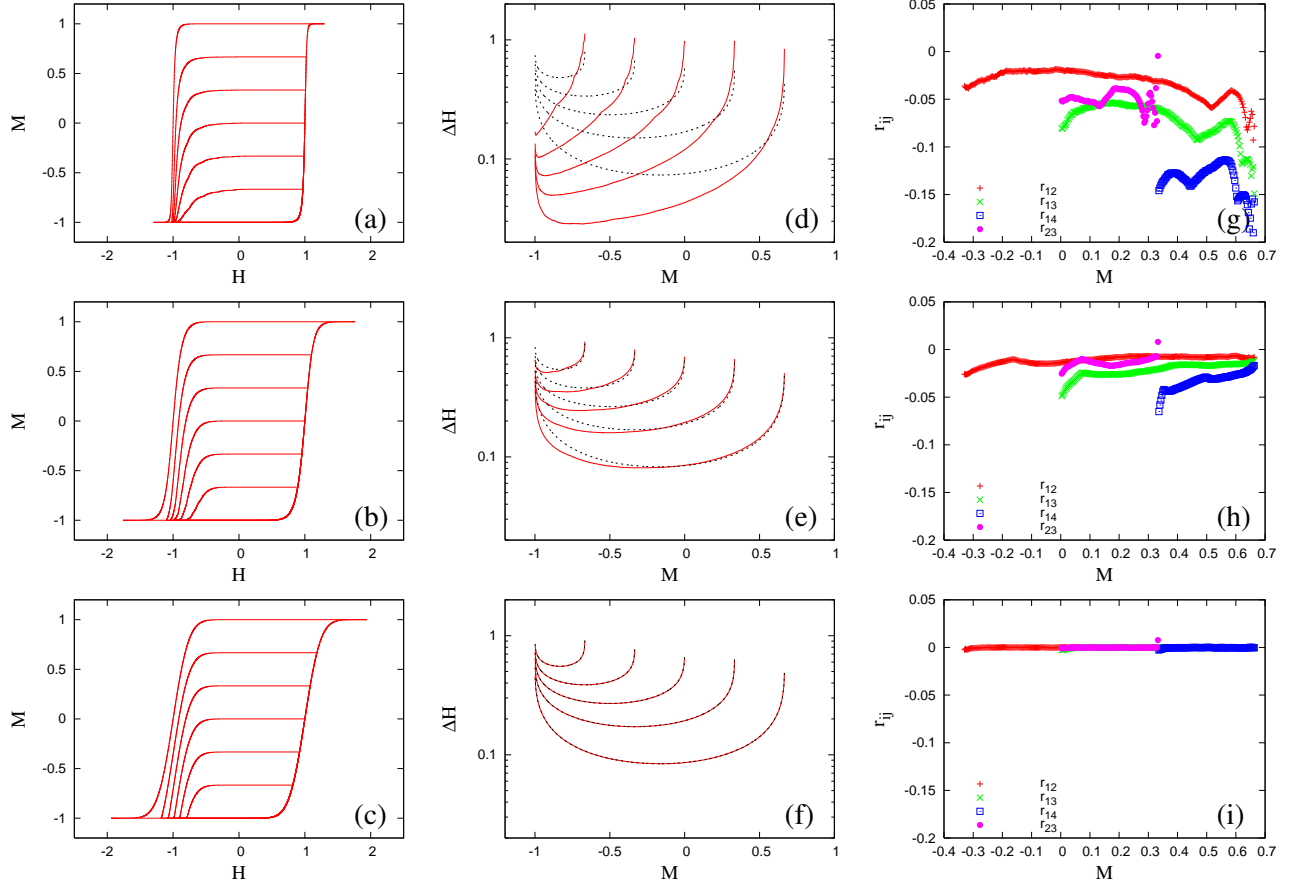 M
1
0.5
0
-0.5
-1
-2 -1 0 1 2
H
(a)
ΔH
1
0.1
-1 -0.5 0 0.5 1
M
(d)
r_ij
0.05
0
-0.05
-0.1
-0.15
-0.2
-0.4 -0.3 -0.2 -0.1 0 0.1 0.2 0.3 0.4 0.5 0.6 0.7
M
r_12
r_13
r_14
r_23
(g)
M
1
0.5
0
-0.5
-1
-2 -1 0 1 2
H
(b)
ΔH
1
0.1
-1 -0.5 0 0.5 1
M
(e)
r_ij
0.05
0
-0.05
-0.1
-0.15
-0.2
-0.4 -0.3 -0.2 -0.1 0 0.1 0.2 0.3 0.4 0.5 0.6 0.7
M
r_12
r_13
r_14
r_23
(h)
M
1
0.5
0
-0.5
-1
-2 -1 0 1 2
H
(c)
ΔH
1
0.1
-1 -0.5 0 0.5 1
M
(f)
r_ij
0.05
0
-0.05
-0.1
-0.15
-0.2
-0.4 -0.3 -0.2 -0.1 0 0.1 0.2 0.3 0.4 0.5 0.6 0.7
M
r_12
r_13
r_14
r_23
(i)